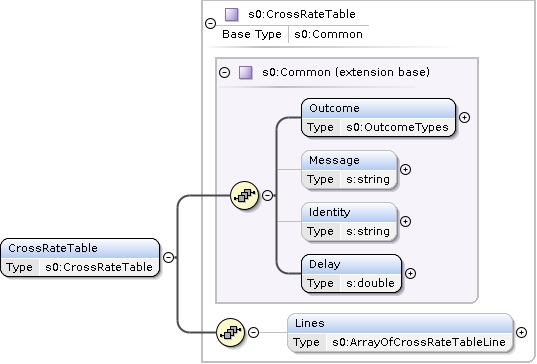 s0:CrossRateTable
Base Type s0:Common
s0:Common (extension base)
Outcome
Type s0:OutcomeTypes
Message
Type s:string
Identity
Type s:string
CrossRateTable
Type s0:CrossRateTable
Delay
Type s:double
Lines
Type s0:ArrayOfCrossRateTableLine